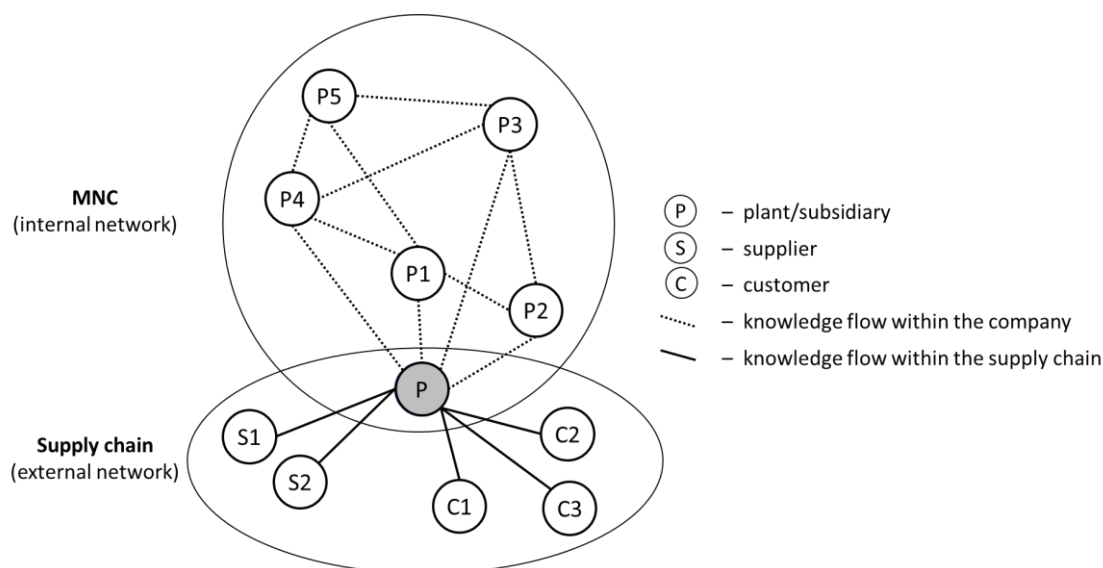 P5
P3
P4
MNC
(internal network)
P1
P2
P
S1
S2
C1
C2
C3
Supply chain
(external network)
P – plant/subsidiary
S – supplier
C – customer
– knowledge flow within the company
– knowledge flow within the supply chain